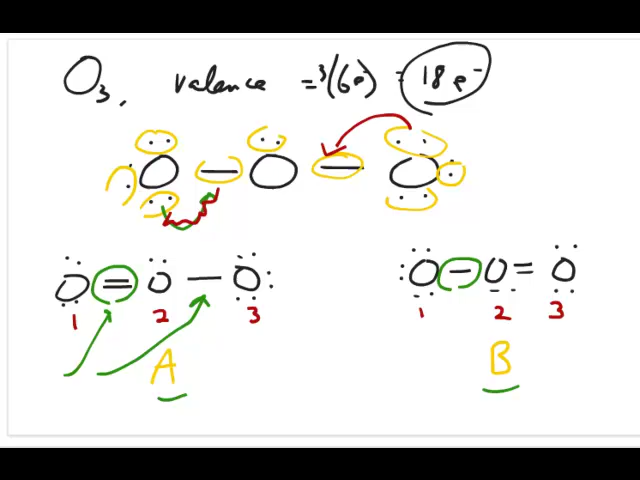 O₃, valance = 3(6e⁻) = 18e⁻
O — O — O
O = O — O O — O = O
1 2 3 1 2 3
A B